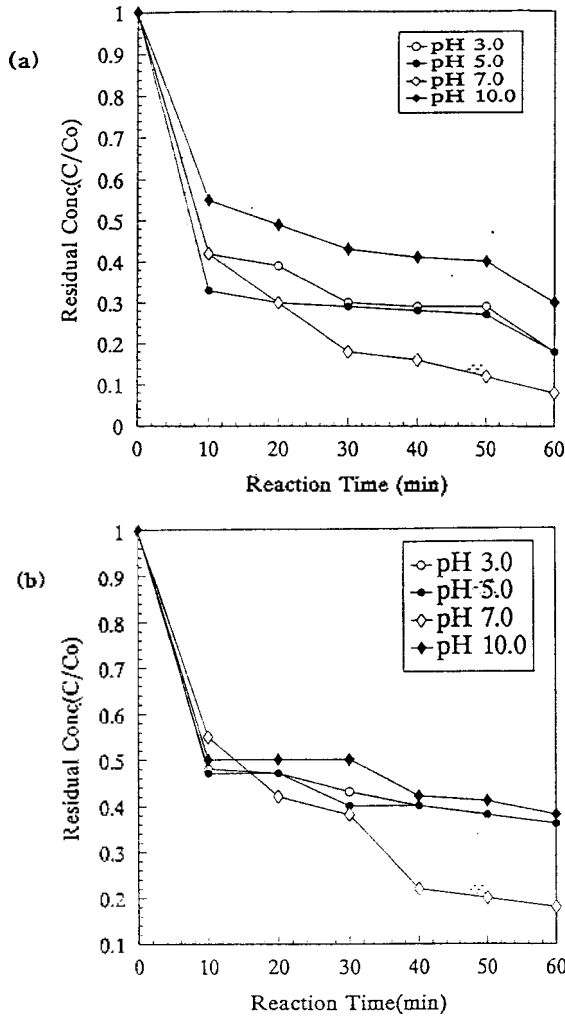 (a)
Residual Conc.(C/Co)
1
0.9
0.8
0.7
0.6
0.5
0.4
0.3
0.2
0.1
0
pH 3.0
pH 5.0
pH 7.0
pH 10.0
0 10 20 30 40 50 60
Reaction Time (min)
(b)
Residual Conc.(C/Co)
1
0.9
0.8
0.7
0.6
0.5
0.4
0.3
0.2
0.1
pH 3.0
pH 5.0
pH 7.0
pH 10.0
0 10 20 30 40 50 60
Reaction Time(min)